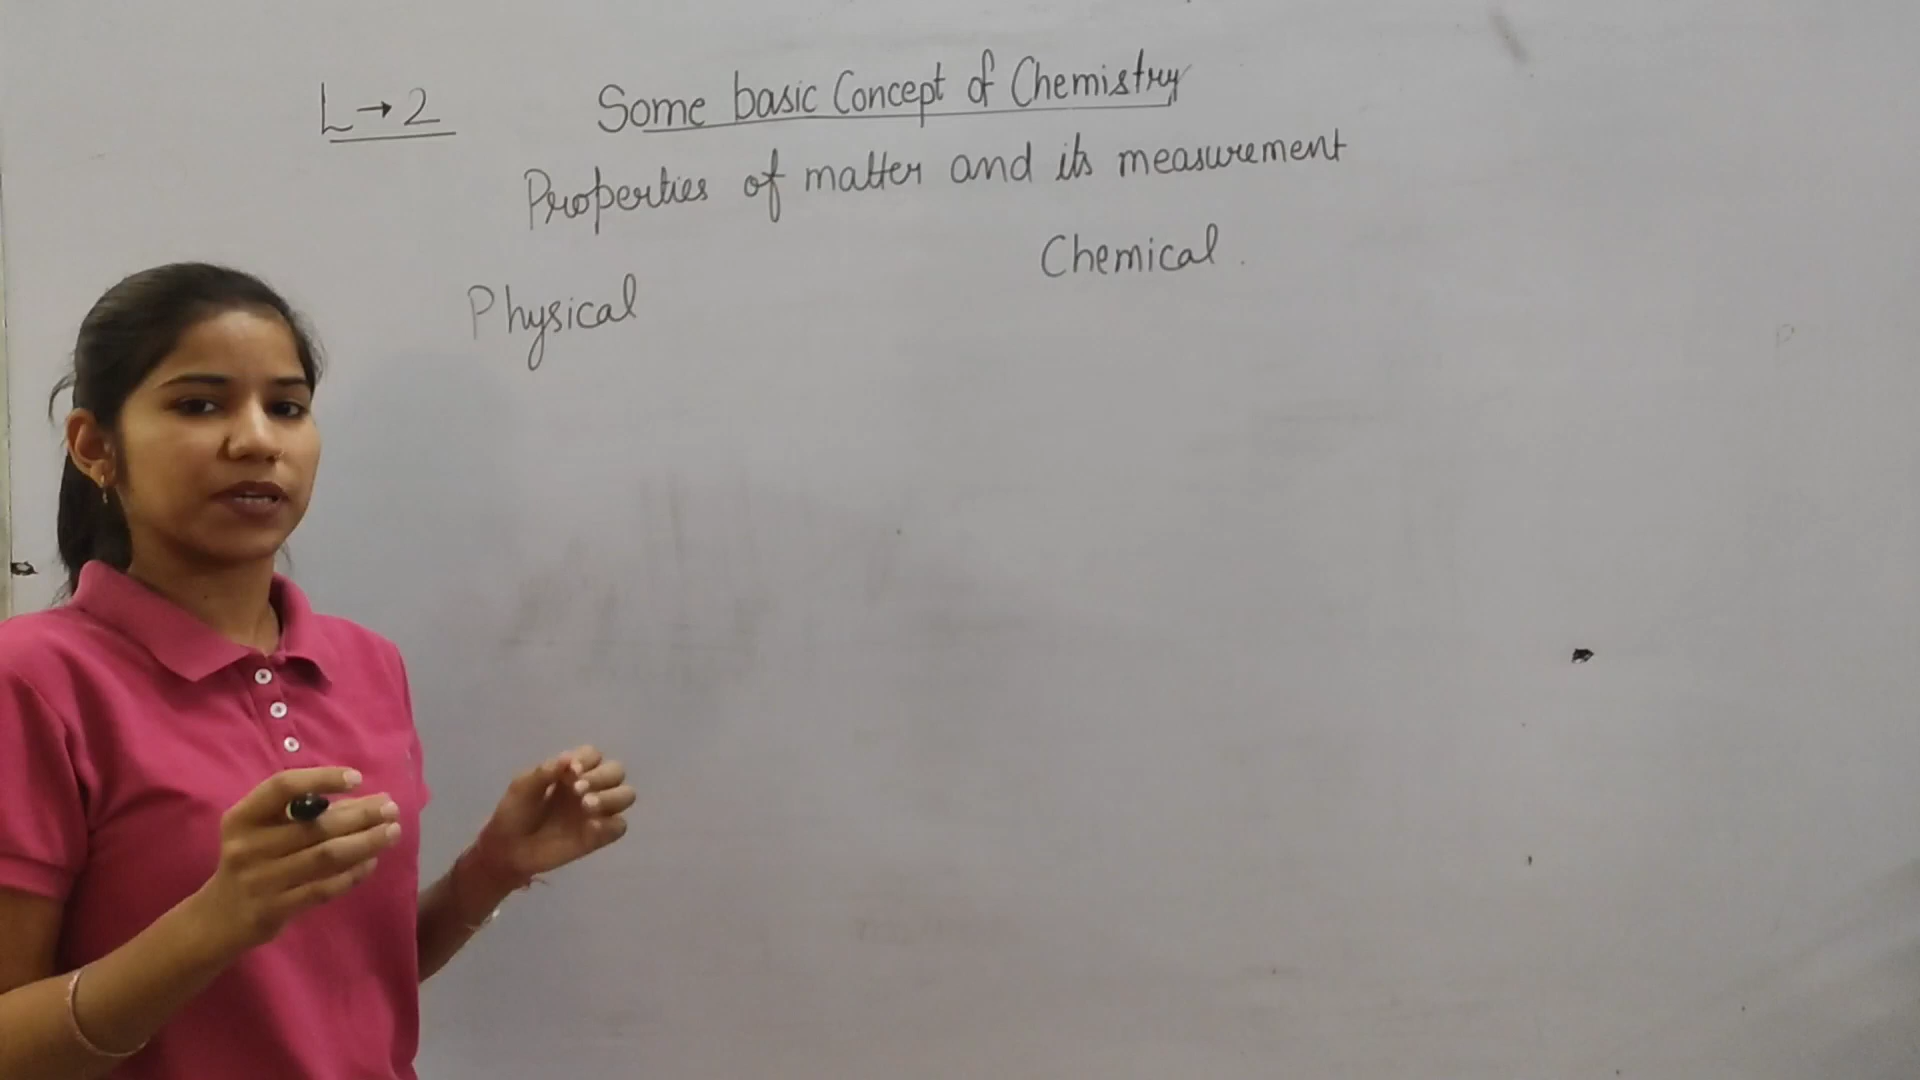 L → 2 Some basic Concept of Chemistry
Properties of matter and its measurement
Physical Chemical.